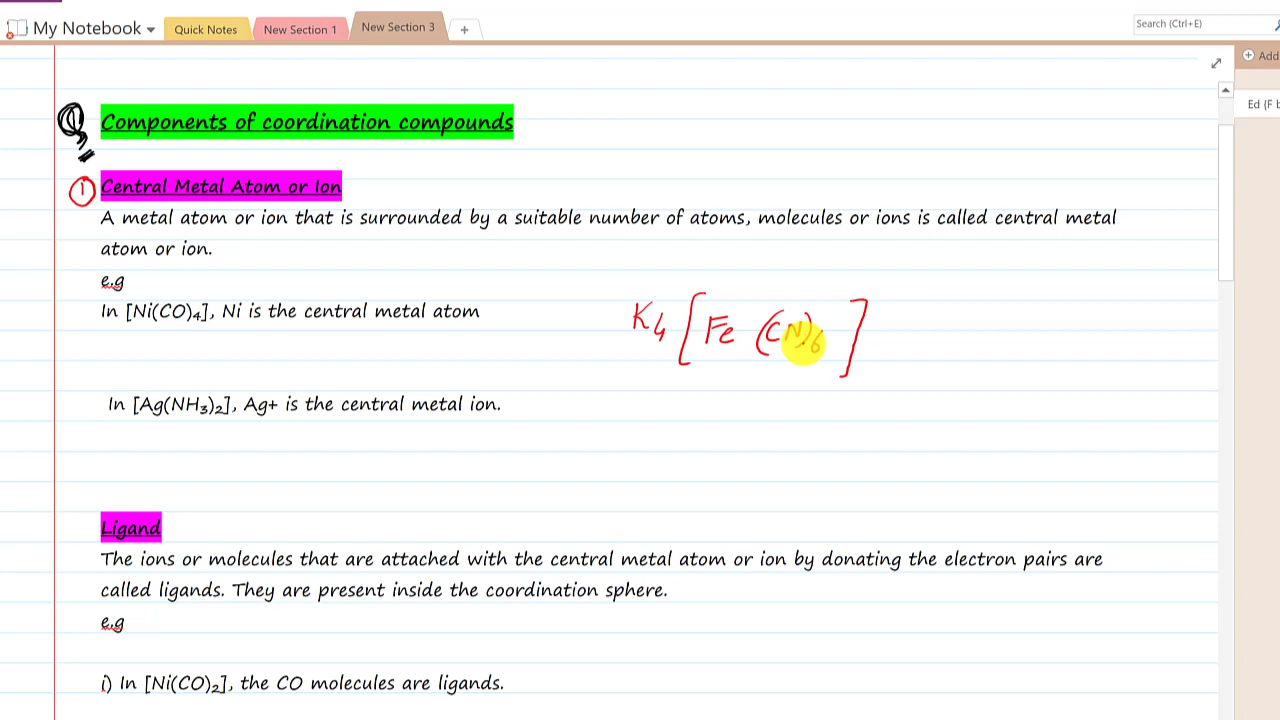 My Notebook
Quick Notes
New Section 1
New Section 3
Search (Ctrl+E)
Add
Ed (F b
Q
Components of coordination compounds
1 Central Metal Atom or Ion
A metal atom or ion that is surrounded by a suitable number of atoms, molecules or ions is called central metal
atom or ion.
e.g
In [Ni(CO)₄], Ni is the central metal atom
K₄[Fe(CN)₆]
In [Ag(NH₃)₂], Ag+ is the central metal ion.
Ligand
The ions or molecules that are attached with the central metal atom or ion by donating the electron pairs are
called ligands. They are present inside the coordination sphere.
e.g
i) In [Ni(CO)₂], the CO molecules are ligands.